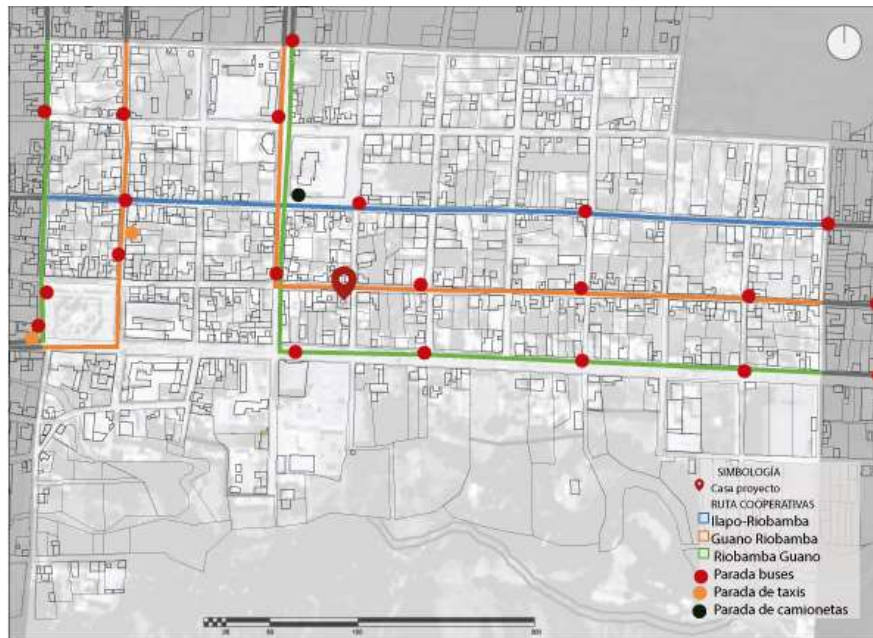 SIMBOLOGÍA
Casa proyecto
RUTA COOPERATIVAS
Ilapo-Riobamba
Guano Riobamba
Riobamba Guano
Parada buses
Parada de taxis
Parada de camionetas